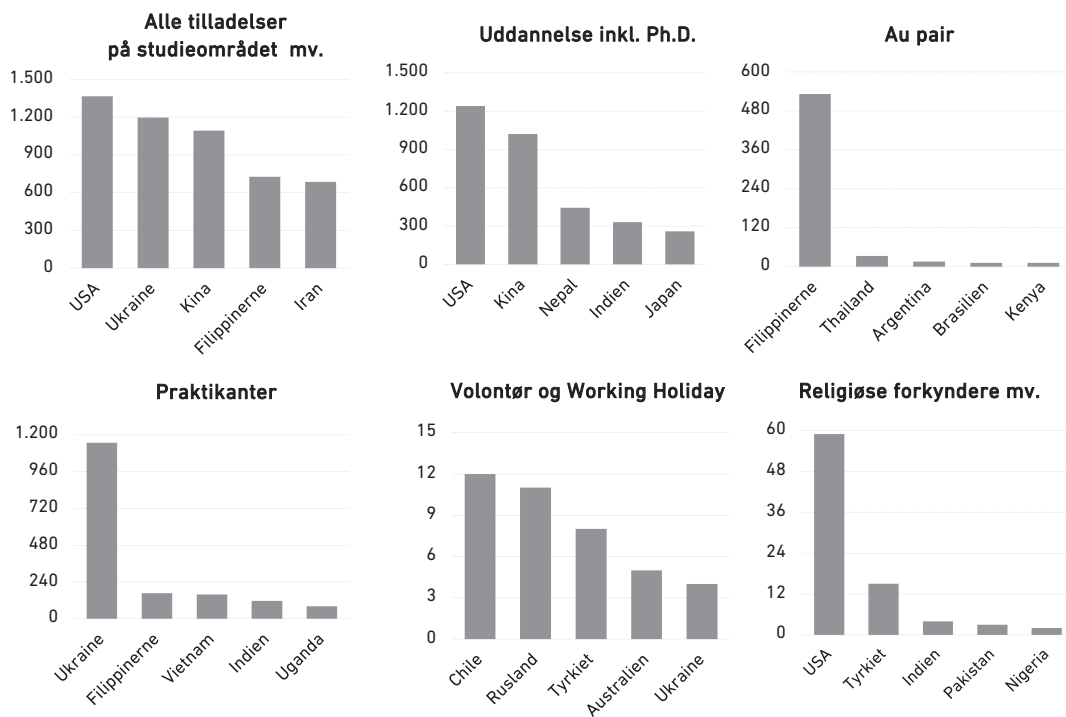 Alle tilladelser
på studieområdet mv.
1.500
1.200
900
600
300
0
USA
Ukraine
Kina
Filippinerne
Iran
Uddannelse inkl. Ph.D.
1.500
1.200
900
600
300
0
USA
Kina
Nepal
Indien
Japan
Au pair
600
480
360
240
120
0
Filippinerne
Thailand
Argentina
Brasilien
Kenya
Praktikanter
1.200
960
720
480
240
0
Ukraine
Filippinerne
Vietnam
Indien
Uganda
Volontør og Working Holiday
15
12
9
6
3
0
Chile
Rusland
Tyrkiet
Australien
Ukraine
Religiøse forkyndere mv.
60
48
36
24
12
0
USA
Tyrkiet
Indien
Pakistan
Nigeria